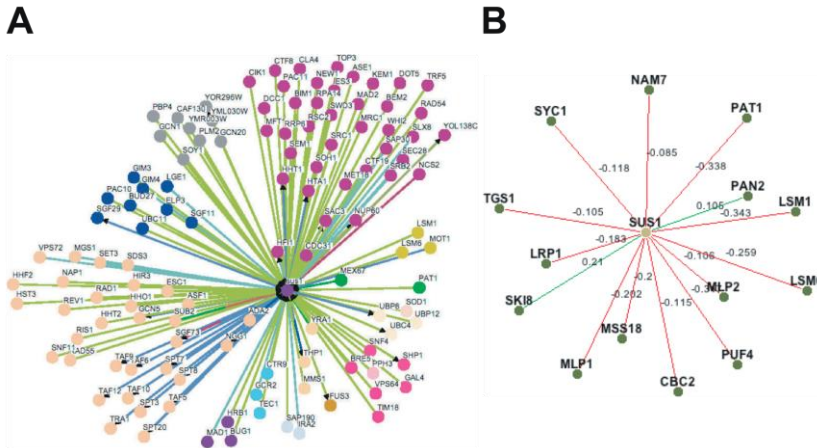 A
B
TOP3
CLA4
CTF8
CIK1
PAC11
NEW1
ASE1
KEM1
DOT5
TRF5
DCC1
BIM1
RPA14
MAD2
BEM2
RAD54
MFT1
RRP6
SWD3
MRC1
WHI2
SLX8
YOL138C
SEM1
SRC1
SAP30
SEC28
SOH1
CTF19
SRB2
NCS2
HHT1
HTA1
MET18
SAC3
NUP60
HFI1
CDC31
YOR296W
PBP4
CAF130
YML030W
YMR003W
GCN1
PLM2
GCN20
SOY1
GIM3
GIM4
LGE1
PAC10
BUD27
ELP3
SGF29
UBC11
SGF11
LSM1
LSM6
MOT1
MEX67
PAT1
VPS72
MGS1
SET3
SDS3
HHF2
NAP1
HIR3
ESC1
HST3
REV1
RAD1
HHO1
ASF1
HHT2
GCN5
SUB2
ADA2
RIS1
SGF73
NGG1
SNF11
TAF9
TAF6
SPT7
SPT8
TAF12
TAF10
SPT3
TAF5
TRA1
SPT20
UBP8
SOD1
UBP12
UBC4
YRA1
SNF4
THP1
BRE5
PPH3
SHP1
MMS1
VPS64
GAL4
FUS3
TIM18
CTR9
GCR2
TEC1
HRB1
SAP190
IRA2
MAD1
BUG1
NAM7
SYC1
PAT1
-0.085
-0.118
-0.338
PAN2
TGS1
0.105
LSM1
-0.105
-0.343
SUS1
-0.183
LRP1
-0.259
0.21
MLP2
SKI8
-0.2
-0.202
-0.115
MSS18
PUF4
MLP1
CBC2